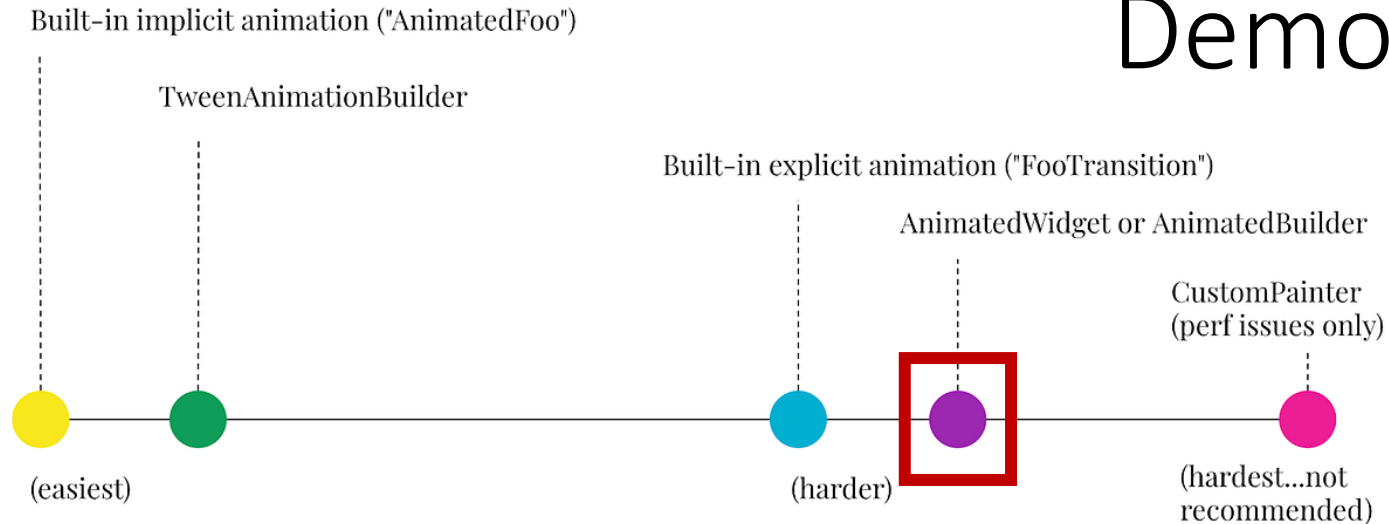 Demo
Built-in implicit animation ("AnimatedFoo")
TweenAnimationBuilder
Built-in explicit animation ("FooTransition")
AnimatedWidget or AnimatedBuilder
CustomPainter
(perf issues only)
(easiest)
(harder)
(hardest...not
recommended)